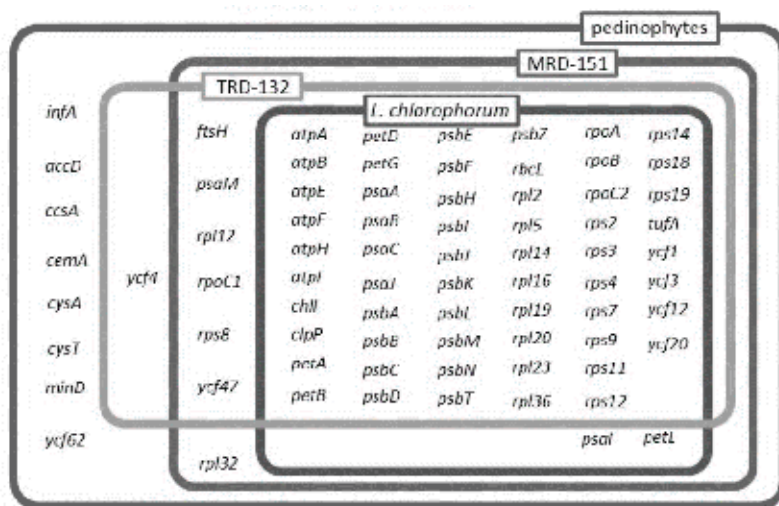 pedinophytes
MRD-151
TRD-132
L. chlorophorum
infA
accD
ccsA
cemA
cysA
cysT
minD
ycf62
ycf4
ftsH
psaM
rpl12
rpoC1
rps8
ycf47
rpl32
atpA petD psbE psbZ rpoA rps14
atpB petG psbF rbcL rpoB rps18
atpE psaA psbH rpl2 rpoC2 rps19
atpF psaB psbI rpl5 rps2 tufA
atpH psaC psbJ rpl14 rps3 ycf1
atpI psaJ psbK rpl16 rps4 ycf3
chlI psbA psbL rpl19 rps7 ycf12
clpP psbB psbM rpl20 rps9 ycf20
petA psbC psbN rpl23 rps11
petB psbD psbT rpl36 rps12
psaI petL